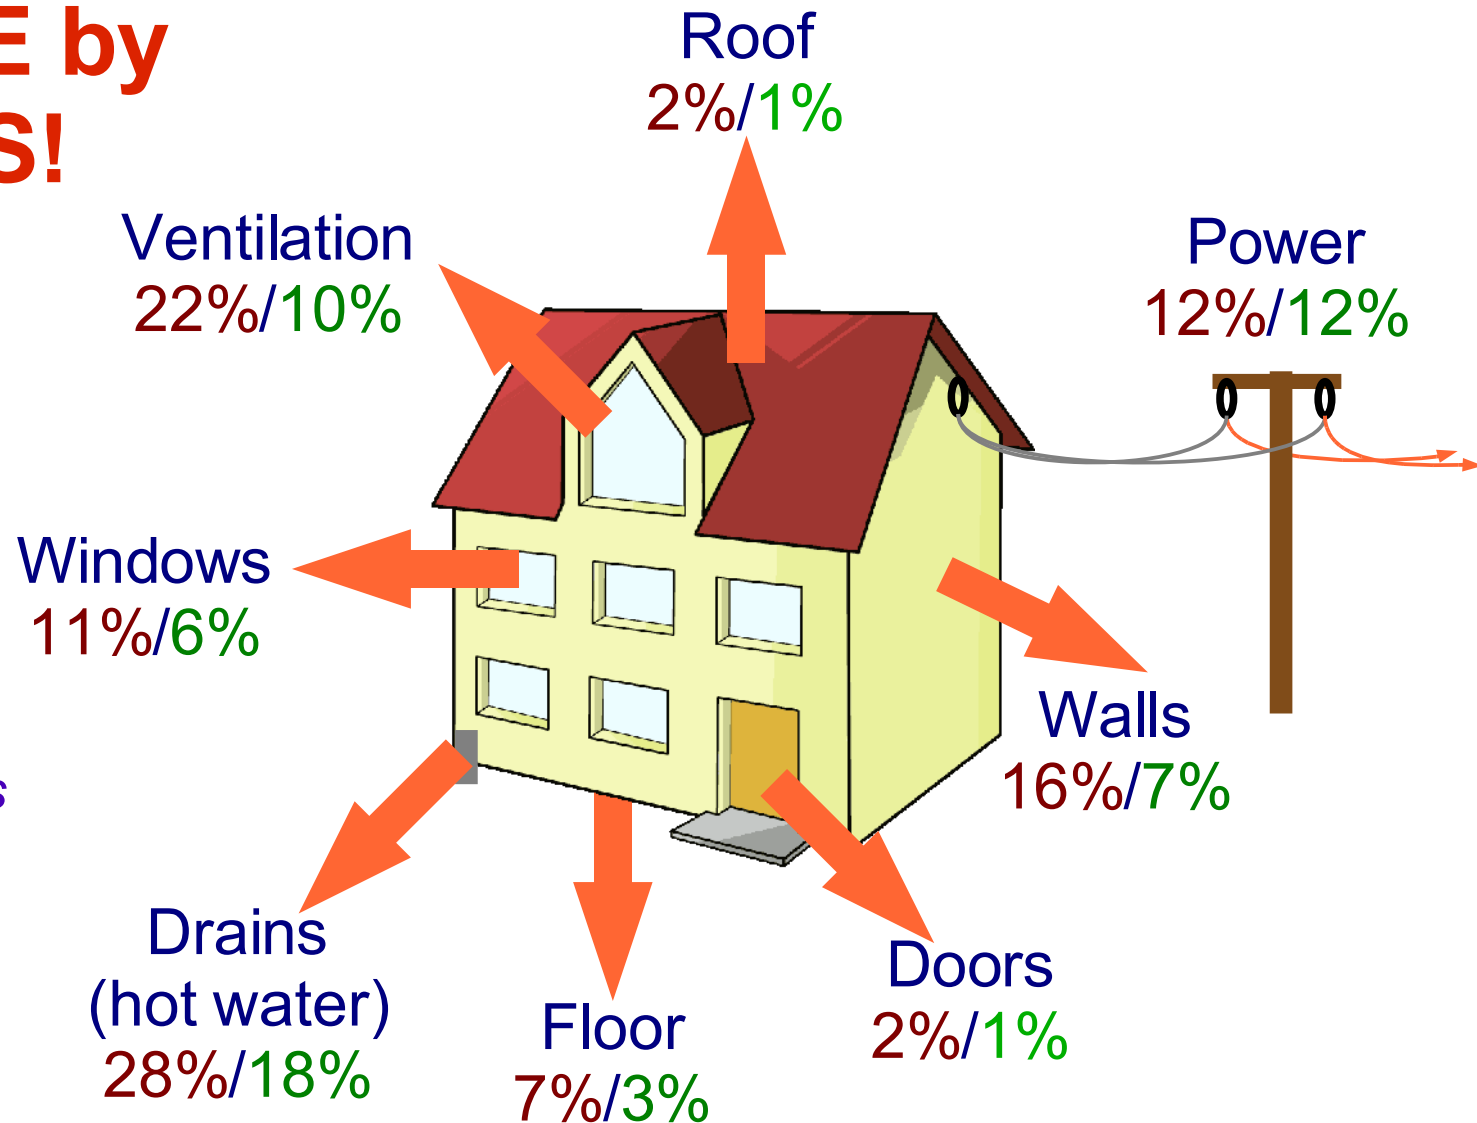 E by
S!
Roof
2%/1%
Ventilation
22%/10%
Power
12%/12%
Windows
11%/6%
Walls
16%/7%
s
Drains
(hot water)
28%/18%
Doors
2%/1%
Floor
7%/3%